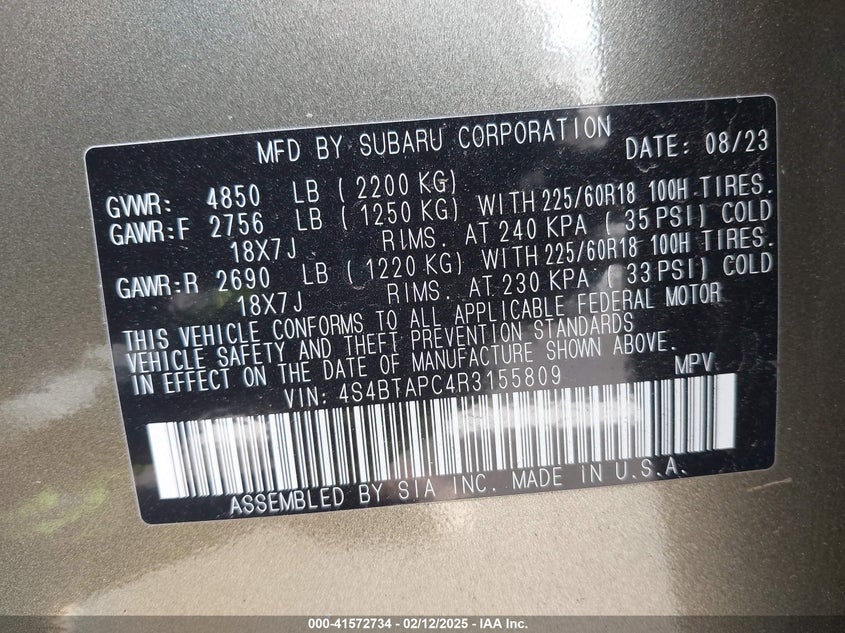 MFD BY SUBARU CORPORATION DATE: 08/23
GVWR: 4850 LB ( 2200 KG)
GAWR:F 2756 LB ( 1250 KG) WITH 225/60R18 100H TIRES.
18X7J RIMS. AT 240 KPA ( 35 PSI) COLD
GAWR:R 2690 LB ( 1220 KG) WITH 225/60R18 100H TIRES.
18X7J RIMS. AT 230 KPA ( 33 PSI) COLD
THIS VEHICLE CONFORMS TO ALL APPLICABLE FEDERAL MOTOR
VEHICLE SAFETY AND THEFT PREVENTION STANDARDS
IN EFFECT ON THE DATE OF MANUFACTURE SHOWN ABOVE.
VIN: 4S4BTAPC4R3155809 MPV
ASSEMBLED BY SIA INC. MADE IN U.S.A.
000-41572734 - 02/12/2025 - IAA Inc.